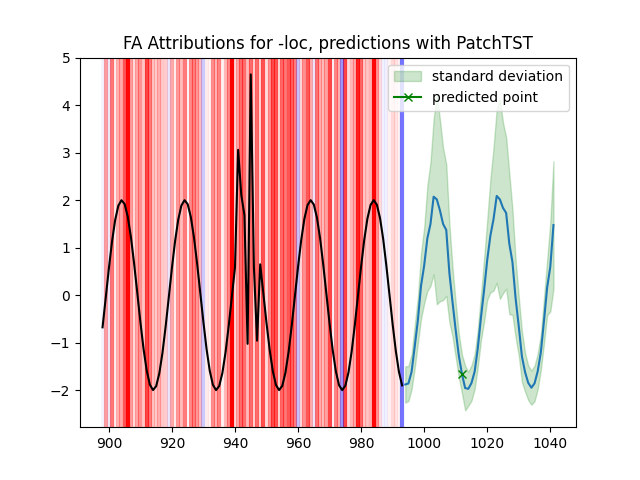 FA Attributions for -loc, predictions with PatchTST
standard deviation
predicted point
5
4
3
2
1
0
−1
−2
900 920 940 960 980 1000 1020 1040